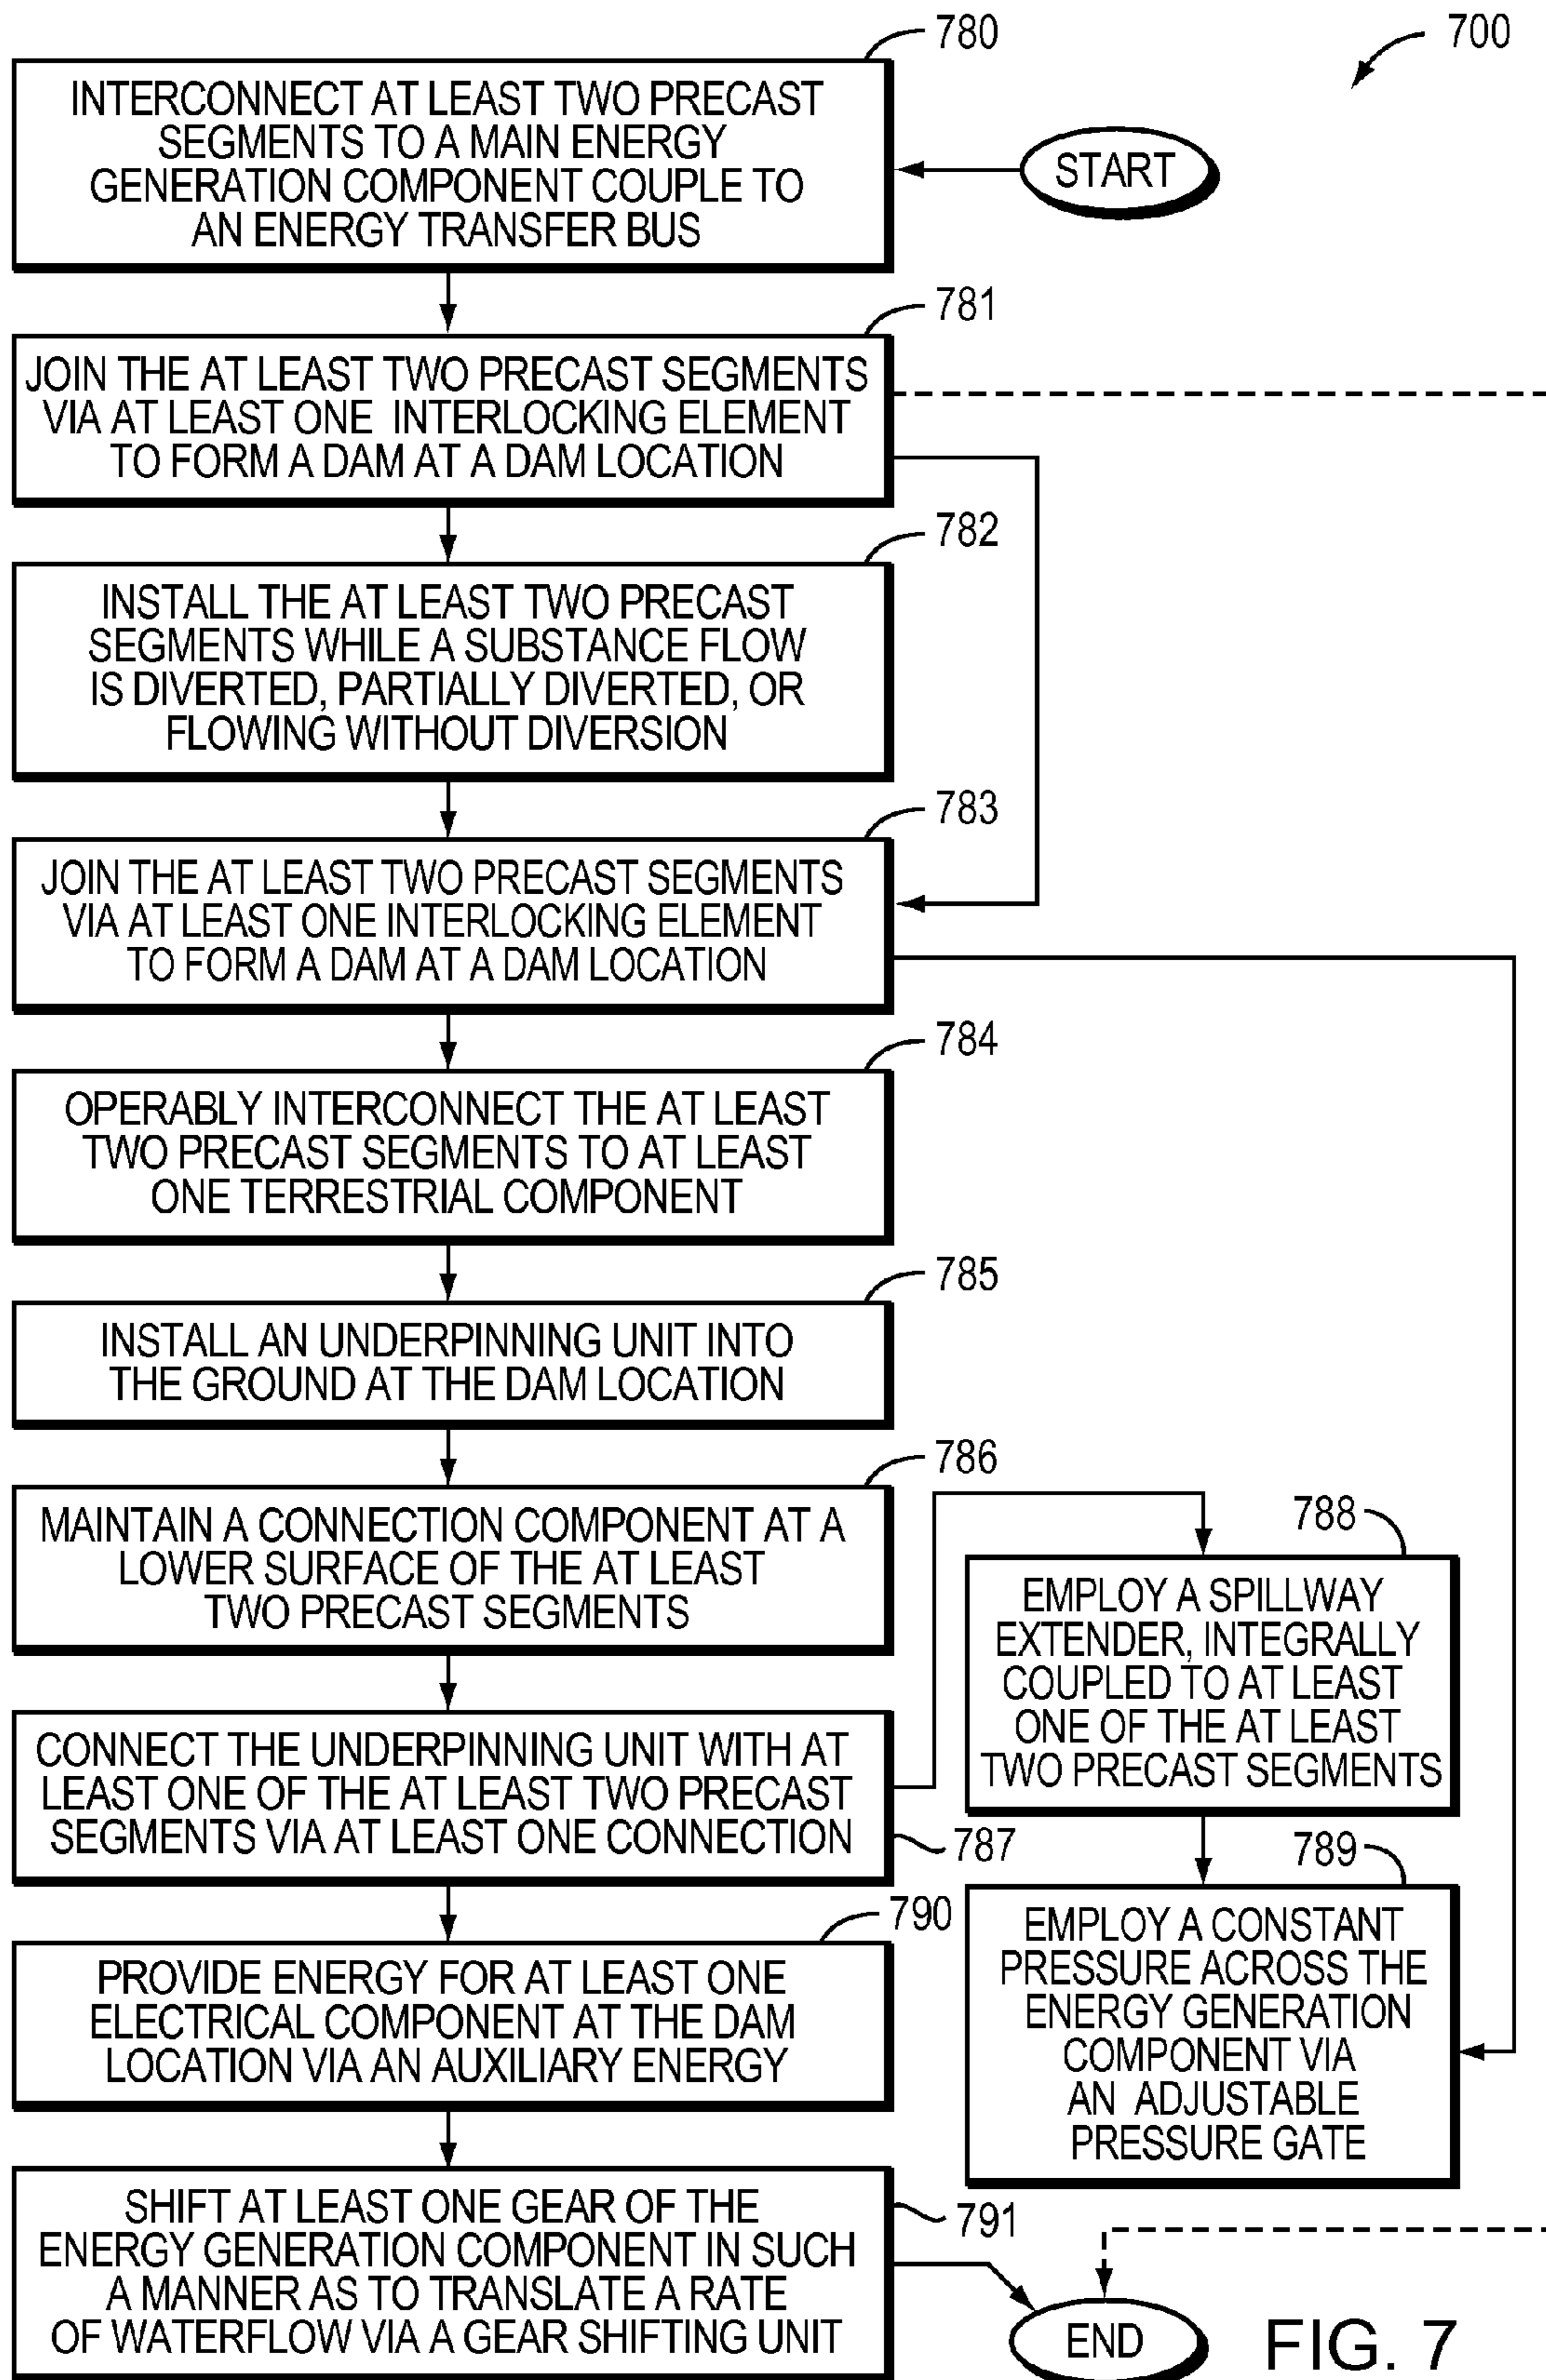 780
700
INTERCONNECT AT LEAST TWO PRECAST
SEGMENTS TO A MAIN ENERGY
GENERATION COMPONENT COUPLE TO
AN ENERGY TRANSFER BUS
START
781
JOIN THE AT LEAST TWO PRECAST SEGMENTS
VIA AT LEAST ONE INTERLOCKING ELEMENT
TO FORM A DAM AT A DAM LOCATION
782
INSTALL THE AT LEAST TWO PRECAST
SEGMENTS WHILE A SUBSTANCE FLOW
IS DIVERTED, PARTIALLY DIVERTED, OR
FLOWING WITHOUT DIVERSION
783
JOIN THE AT LEAST TWO PRECAST SEGMENTS
VIA AT LEAST ONE INTERLOCKING ELEMENT
TO FORM A DAM AT A DAM LOCATION
784
OPERABLY INTERCONNECT THE AT LEAST
TWO PRECAST SEGMENTS TO AT LEAST
ONE TERRESTRIAL COMPONENT
785
INSTALL AN UNDERPINNING UNIT INTO
THE GROUND AT THE DAM LOCATION
786
MAINTAIN A CONNECTION COMPONENT AT A
LOWER SURFACE OF THE AT LEAST
TWO PRECAST SEGMENTS
788
EMPLOY A SPILLWAY
EXTENDER, INTEGRALLY
COUPLED TO AT LEAST
ONE OF THE AT LEAST
TWO PRECAST SEGMENTS
CONNECT THE UNDERPINNING UNIT WITH AT
LEAST ONE OF THE AT LEAST TWO PRECAST
SEGMENTS VIA AT LEAST ONE CONNECTION
787
789
EMPLOY A CONSTANT
PRESSURE ACROSS THE
ENERGY GENERATION
COMPONENT VIA
AN ADJUSTABLE
PRESSURE GATE
790
PROVIDE ENERGY FOR AT LEAST ONE
ELECTRICAL COMPONENT AT THE DAM
LOCATION VIA AN AUXILIARY ENERGY
791
SHIFT AT LEAST ONE GEAR OF THE
ENERGY GENERATION COMPONENT IN SUCH
A MANNER AS TO TRANSLATE A RATE
OF WATERFLOW VIA A GEAR SHIFTING UNIT
END
FIG. 7